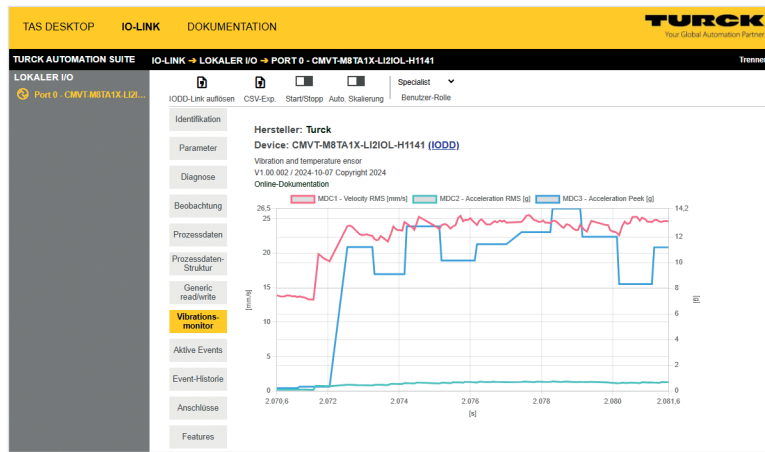 TAS DESKTOP IO-LINK DOKUMENTATION
TURCK
Your Global Automation Partner
TURCK AUTOMATION SUITE IO-LINK ➔ LOKALER I/O ➔ PORT 0 - CMVT-M8TA1X-LI2IOL-H1141 Trennen
LOKALER I/O
Port 0 - CMVT-M8TA1X-LI2I...
IODD-Link auflösen CSV-Exp. Start/Stopp Auto. Skalierung
Specialist
Benutzer-Rolle
Identifikation
Parameter
Diagnose
Beobachtung
Prozessdaten
Prozessdaten-
Struktur
Generic
read/write
Vibrations-
monitor
Aktive Events
Event-Historie
Anschlüsse
Features
Hersteller: Turck
Device: CMVT-M8TA1X-LI2IOL-H1141 (IODD)
Vibration and temperature ensor
V1.00.002 / 2024-10-07 Copyright 2024
Online-Dokumentation
MDC1 - Velocity RMS [mm/s] MDC2 - Acceleration RMS [g] MDC3 - Acceleration Peek [g]
26,5
25
20
15
10
5
0
[mm/s]
14,2
12
10
8
6
4
2
0
[g]
2.070,6 2.072 2.074 2.076 2.078 2.080 2.081,6
[s]